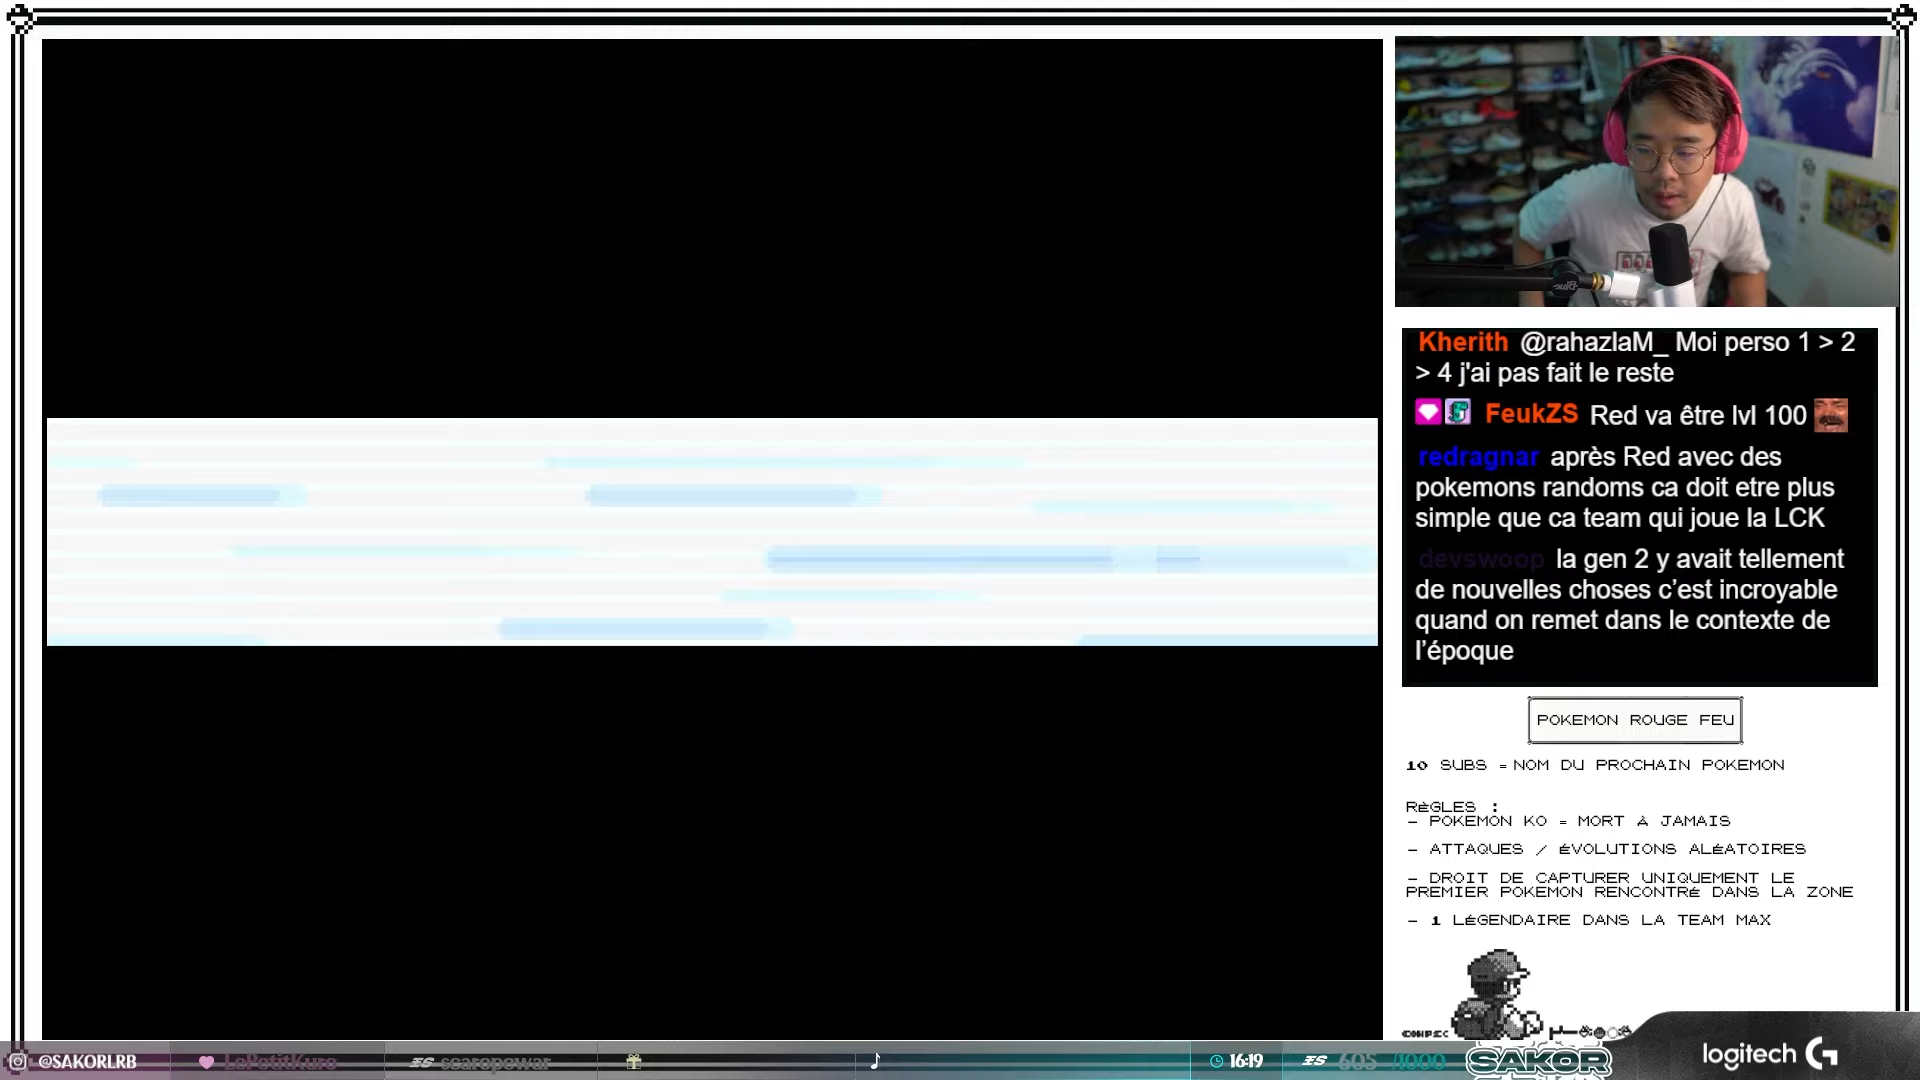 Kherith @rahazlaM_ Moi perso 1 > 2
> 4 j'ai pas fait le reste
FeukZS Red va être lvl 100
redragnar après Red avec des
pokemons randoms ca doit etre plus
simple que ca team qui joue la LCK
devswoop la gen 2 y avait tellement
de nouvelles choses c’est incroyable
quand on remet dans le contexte de
l’époque
POKEMON ROUGE FEU
10 SUBS = NOM DU PROCHAIN POKEMON
RÈGLES :
- POKEMON KO = MORT À JAMAIS
- ATTAQUES / ÉVOLUTIONS ALÉATOIRES
- DROIT DE CAPTURER UNIQUEMENT LE
PREMIER POKEMON RENCONTRÉ DANS LA ZONE
- 1 LÉGENDAIRE DANS LA TEAM MAX
@SAKORLRB
LePetitKuro
16:19
605 /1000
SAKOR
logitech G